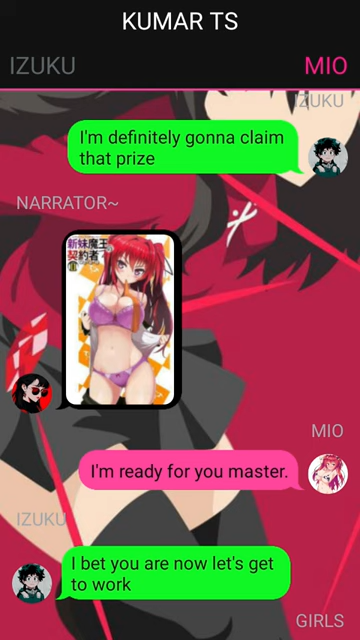 KUMAR TS
IZUKU
MIO
IZUKU
I'm definitely gonna claim
that prize
NARRATOR~
新妹魔王
契約者
MIO
I'm ready for you master.
IZUKU
I bet you are now let's get
to work
GIRLS